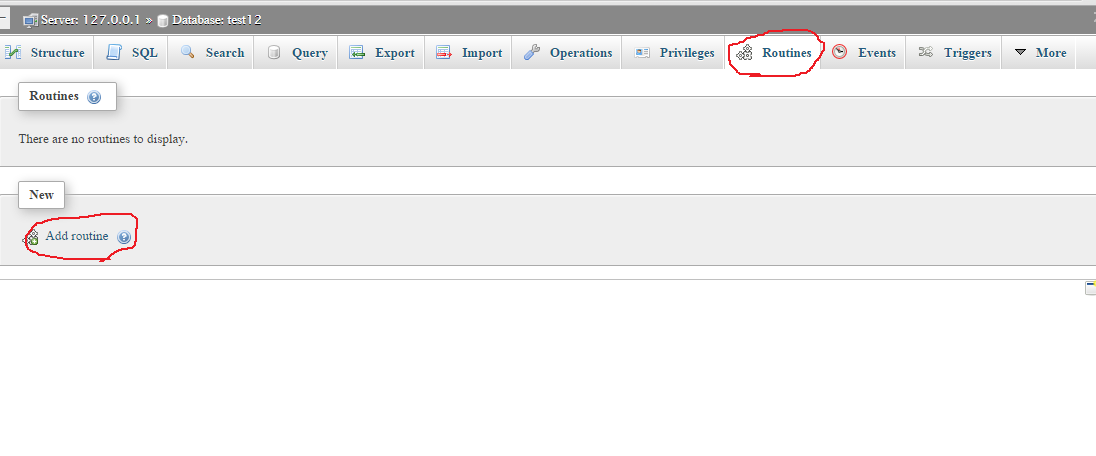 Server: 127.0.0.1 » Database: test12
Structure SQL Search Query Export Import Operations Privileges Routines Events Triggers More
Routines
There are no routines to display.
New
Add routine